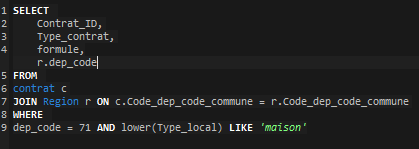 1 SELECT
2 Contrat_ID,
3 Type_contrat,
4 formule,
r.dep_code
5 FROM
6 contrat c
7 JOIN Region r ON c.Code_dep_code_commune = r.Code_dep_code_commune
8 WHERE
9 dep_code = 71 AND lower(Type_local) LIKE 'maison'